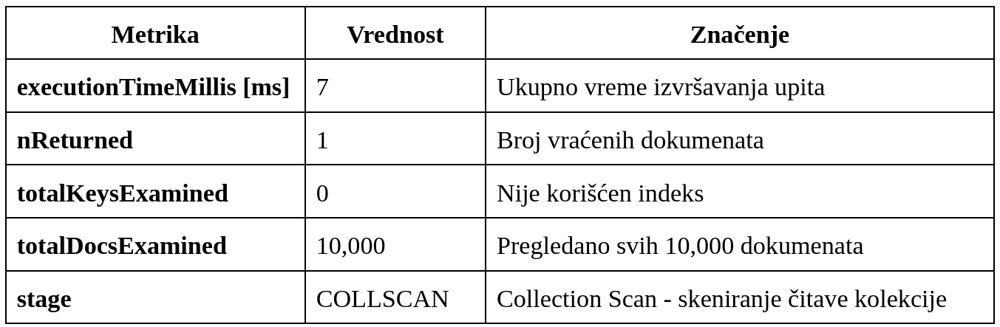 Metrika Vrednost Značenje
executionTimeMillis [ms] 7 Ukupno vreme izvršavanja upita
nReturned 1 Broj vraćenih dokumenata
totalKeysExamined 0 Nije korišćen indeks
totalDocsExamined 10,000 Pregledano svih 10,000 dokumenata
stage COLLSCAN Collection Scan - skeniranje čitave kolekcije